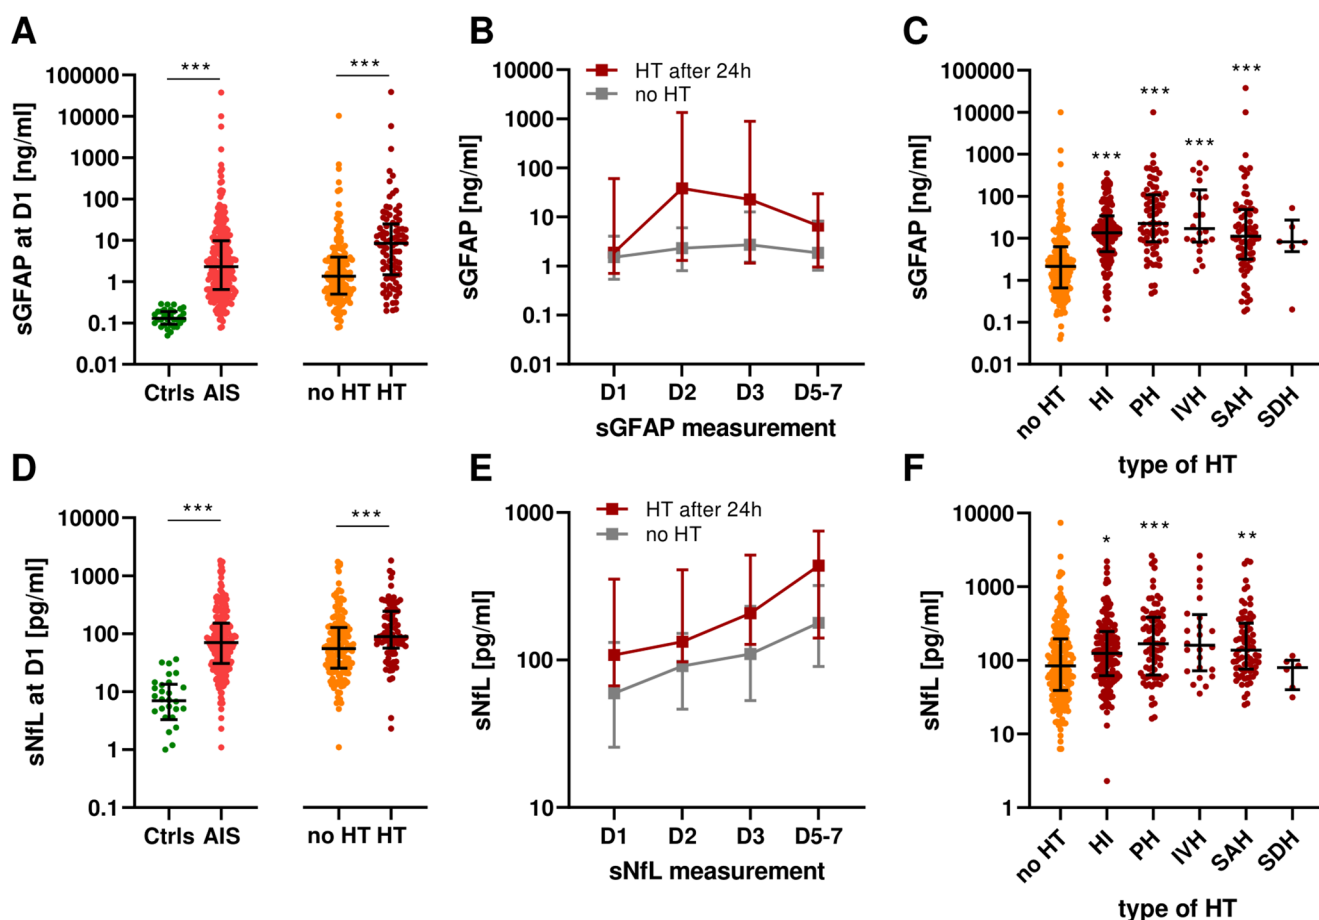 A
sGFAP at D1 [ng/ml]
100000
10000
1000
100
10
1
0.1
0.01
***
***
Ctrls AIS
no HT HT
B
sGFAP [ng/ml]
10000
1000
100
10
1
0.1
0.01
HT after 24h
no HT
D1 D2 D3 D5-7
sGFAP measurement
C
sGFAP [ng/ml]
100000
10000
1000
100
10
1
0.1
0.01
***
***
***
***
no HT HI PH IVH SAH SDH
type of HT
D
sNfL at D1 [pg/ml]
10000
1000
100
10
1
0.1
***
***
Ctrls AIS
no HT HT
E
sNfL [pg/ml]
1000
100
10
HT after 24h
no HT
D1 D2 D3 D5-7
sNfL measurement
F
sNfL [pg/ml]
10000
1000
100
10
1
*
***
**
no HT HI PH IVH SAH SDH
type of HT